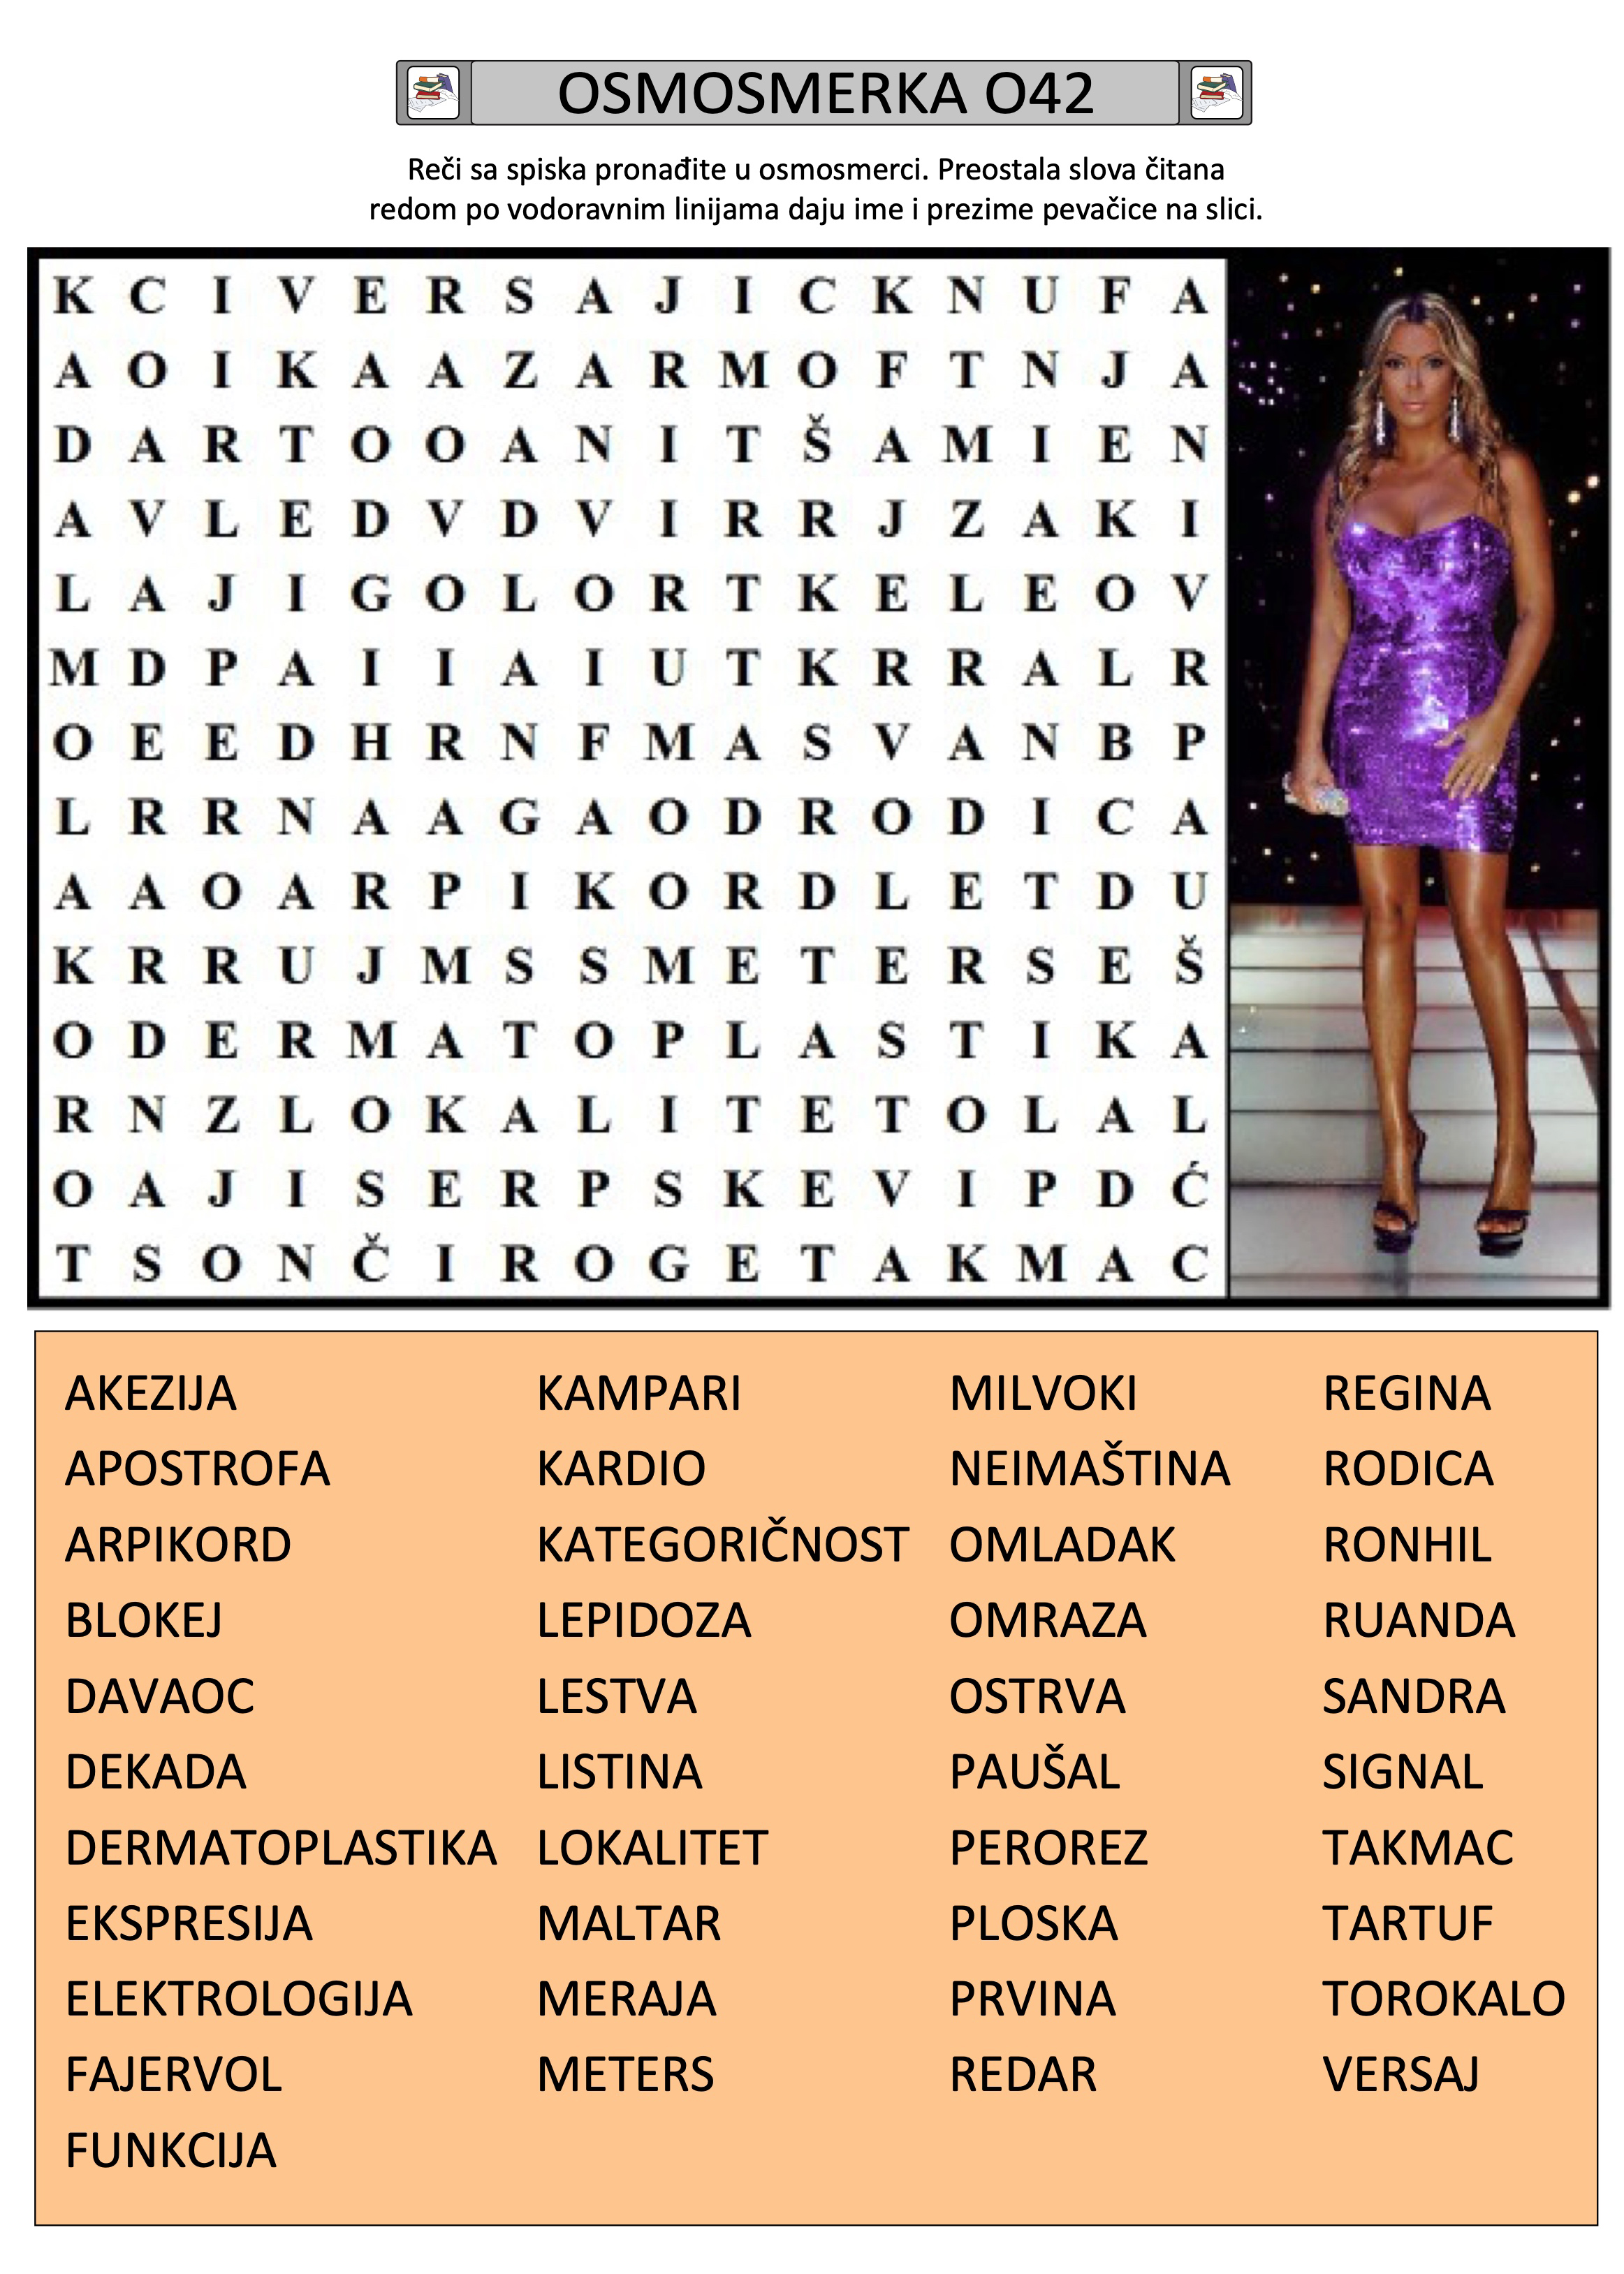 OSMOSMERKA O42
Reči sa spiska pronađite u osmosmerci. Preostala slova čitana
redom po vodoravnim linijama daju ime i prezime pevačice na slici.
K C I V E R S A J I C K N U F A
A O I K A A Z A R M O F T N J A
D A R T O O A N I T Š A M I E N
A V L E D V D V I R R J Z A K I
L A J I G O L O R T K E L E O V
M D P A I I A I U T K R R A L R
O E E D H R N F M A S V A N B P
L R R N A A G A O D R O D I C A
A A O A R P I K O R D L E T D U
K R R U J M S S M E T E R S E Š
O D E R M A T O P L A S T I K A
R N Z L O K A L I T E T O L A L
O A J I S E R P S K E V I P D Ć
T S O N Č I R O G E T A K M A C
AKEZIJA KAMPARI MILVOKI REGINA
APOSTROFA KARDIO NEIMAŠTINA RODICA
ARPIKORD KATEGORIČNOST OMLADAK RONHIL
BLOKEJ LEPIDOZA OMRAZA RUANDA
DAVAOC LESTVA OSTRVA SANDRA
DEKADA LISTINA PAUŠAL SIGNAL
DERMATOPLASTIKA LOKALITET PEROREZ TAKMAC
EKSPRESIJA MALTAR PLOSKA TARTUF
ELEKTROLOGIJA MERAJA PRVINA TOROKALO
FAJERVOL METERS REDAR VERSAJ
FUNKCIJA